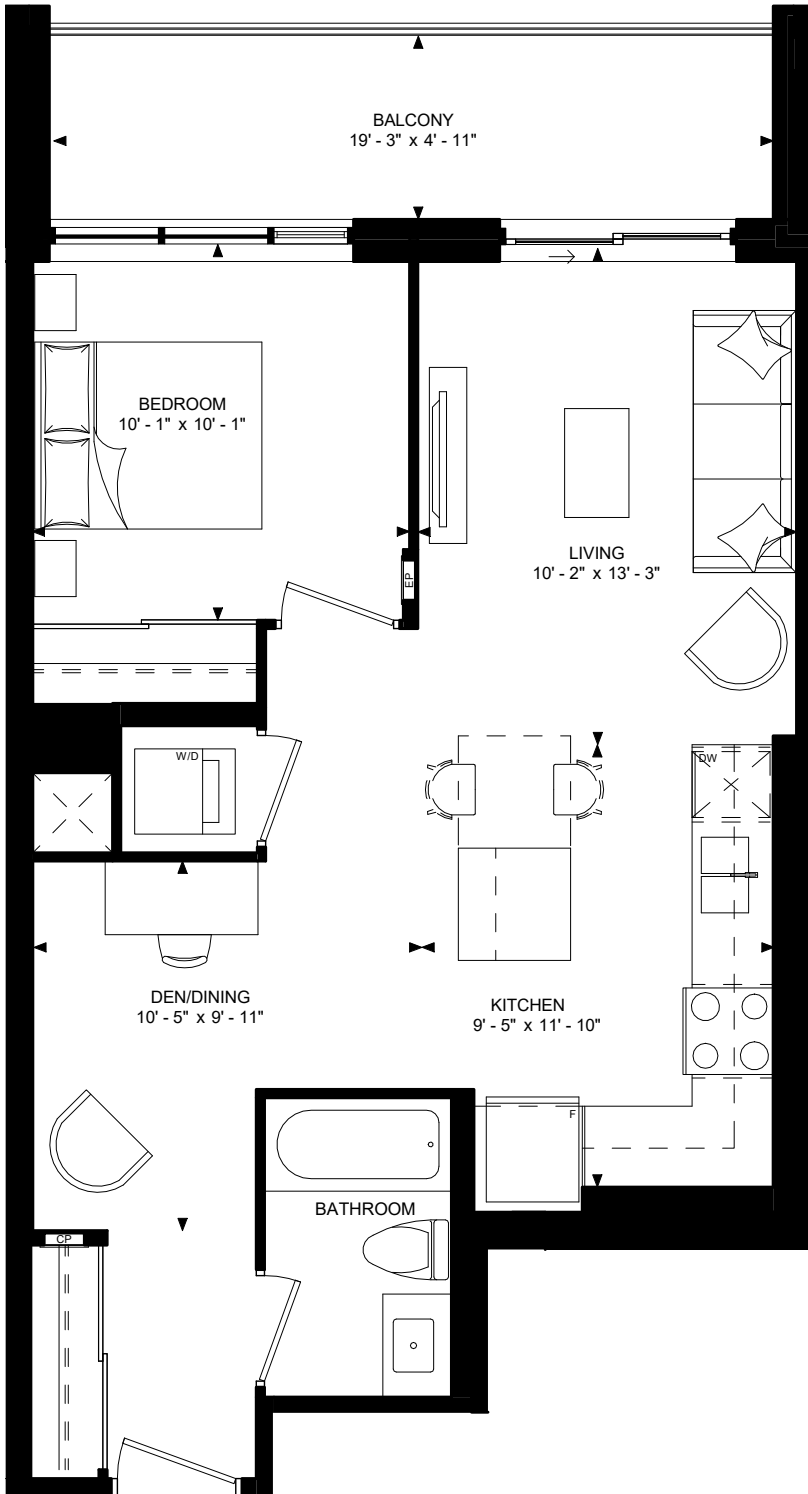 BALCONY
19' - 3" x 4' - 11"
BEDROOM
10' - 1" x 10' - 1"
LIVING
10' - 2" x 13' - 3"
EP
W/D
DW
DEN/DINING
10' - 5" x 9' - 11"
KITCHEN
9' - 5" x 11' - 10"
F
BATHROOM
CP